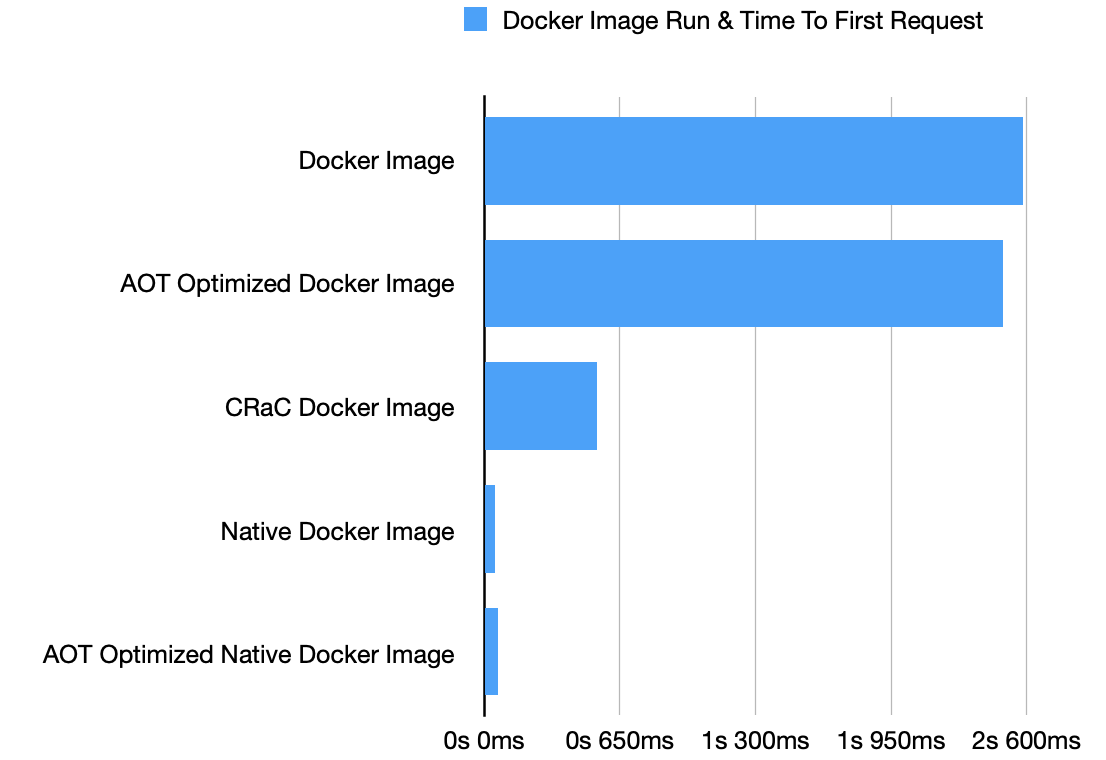 Docker Image Run & Time To First Request
Docker Image
AOT Optimized Docker Image
CRaC Docker Image
Native Docker Image
AOT Optimized Native Docker Image
0s 0ms 0s 650ms 1s 300ms 1s 950ms 2s 600ms